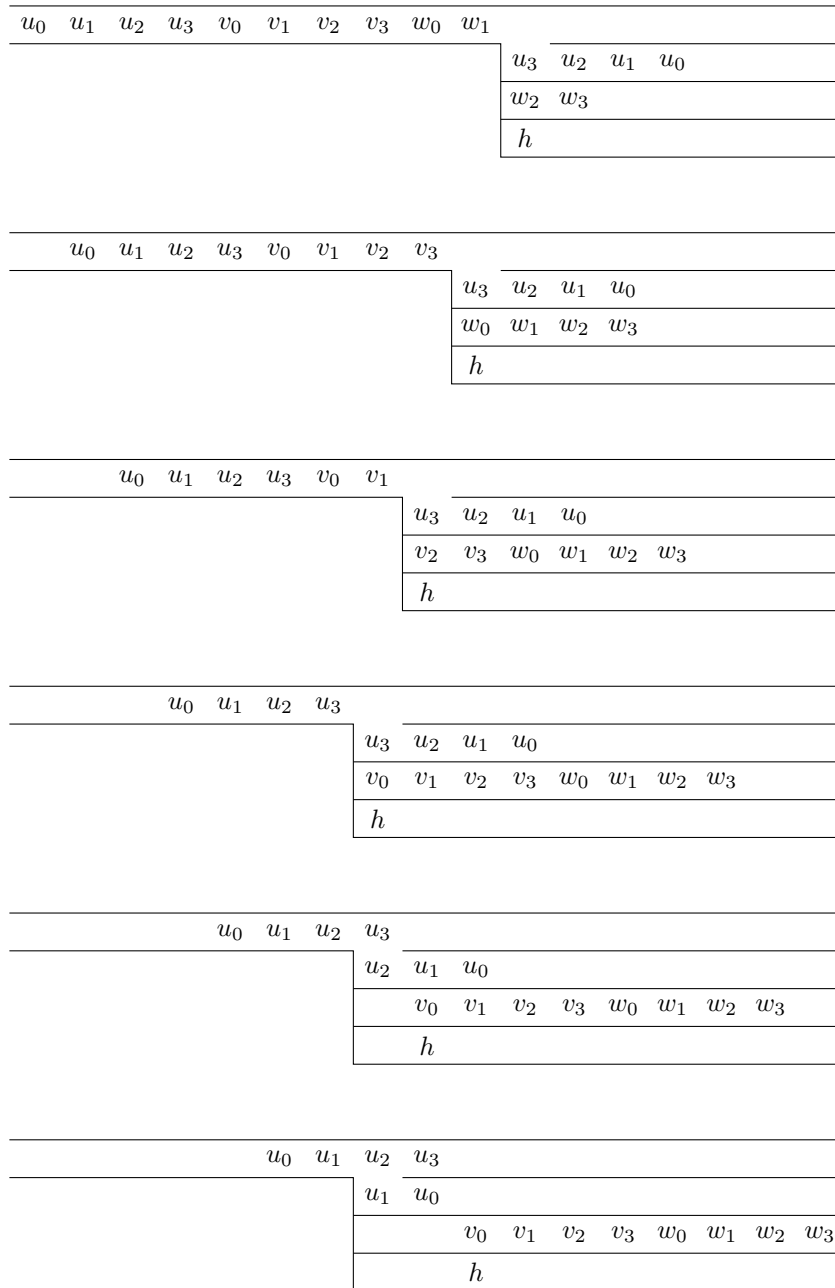 u₀ u₁ u₂ u₃ v₀ v₁ v₂ v₃ w₀ w₁
u₃ u₂ u₁ u₀
w₂ w₃
h
u₀ u₁ u₂ u₃ v₀ v₁ v₂ v₃
u₃ u₂ u₁ u₀
w₀ w₁ w₂ w₃
h
u₀ u₁ u₂ u₃ v₀ v₁
u₃ u₂ u₁ u₀
v₂ v₃ w₀ w₁ w₂ w₃
h
u₀ u₁ u₂ u₃
u₃ u₂ u₁ u₀
v₀ v₁ v₂ v₃ w₀ w₁ w₂ w₃
h
u₀ u₁ u₂ u₃
u₂ u₁ u₀
v₀ v₁ v₂ v₃ w₀ w₁ w₂ w₃
h
u₀ u₁ u₂ u₃
u₁ u₀
v₀ v₁ v₂ v₃ w₀ w₁ w₂ w₃
h